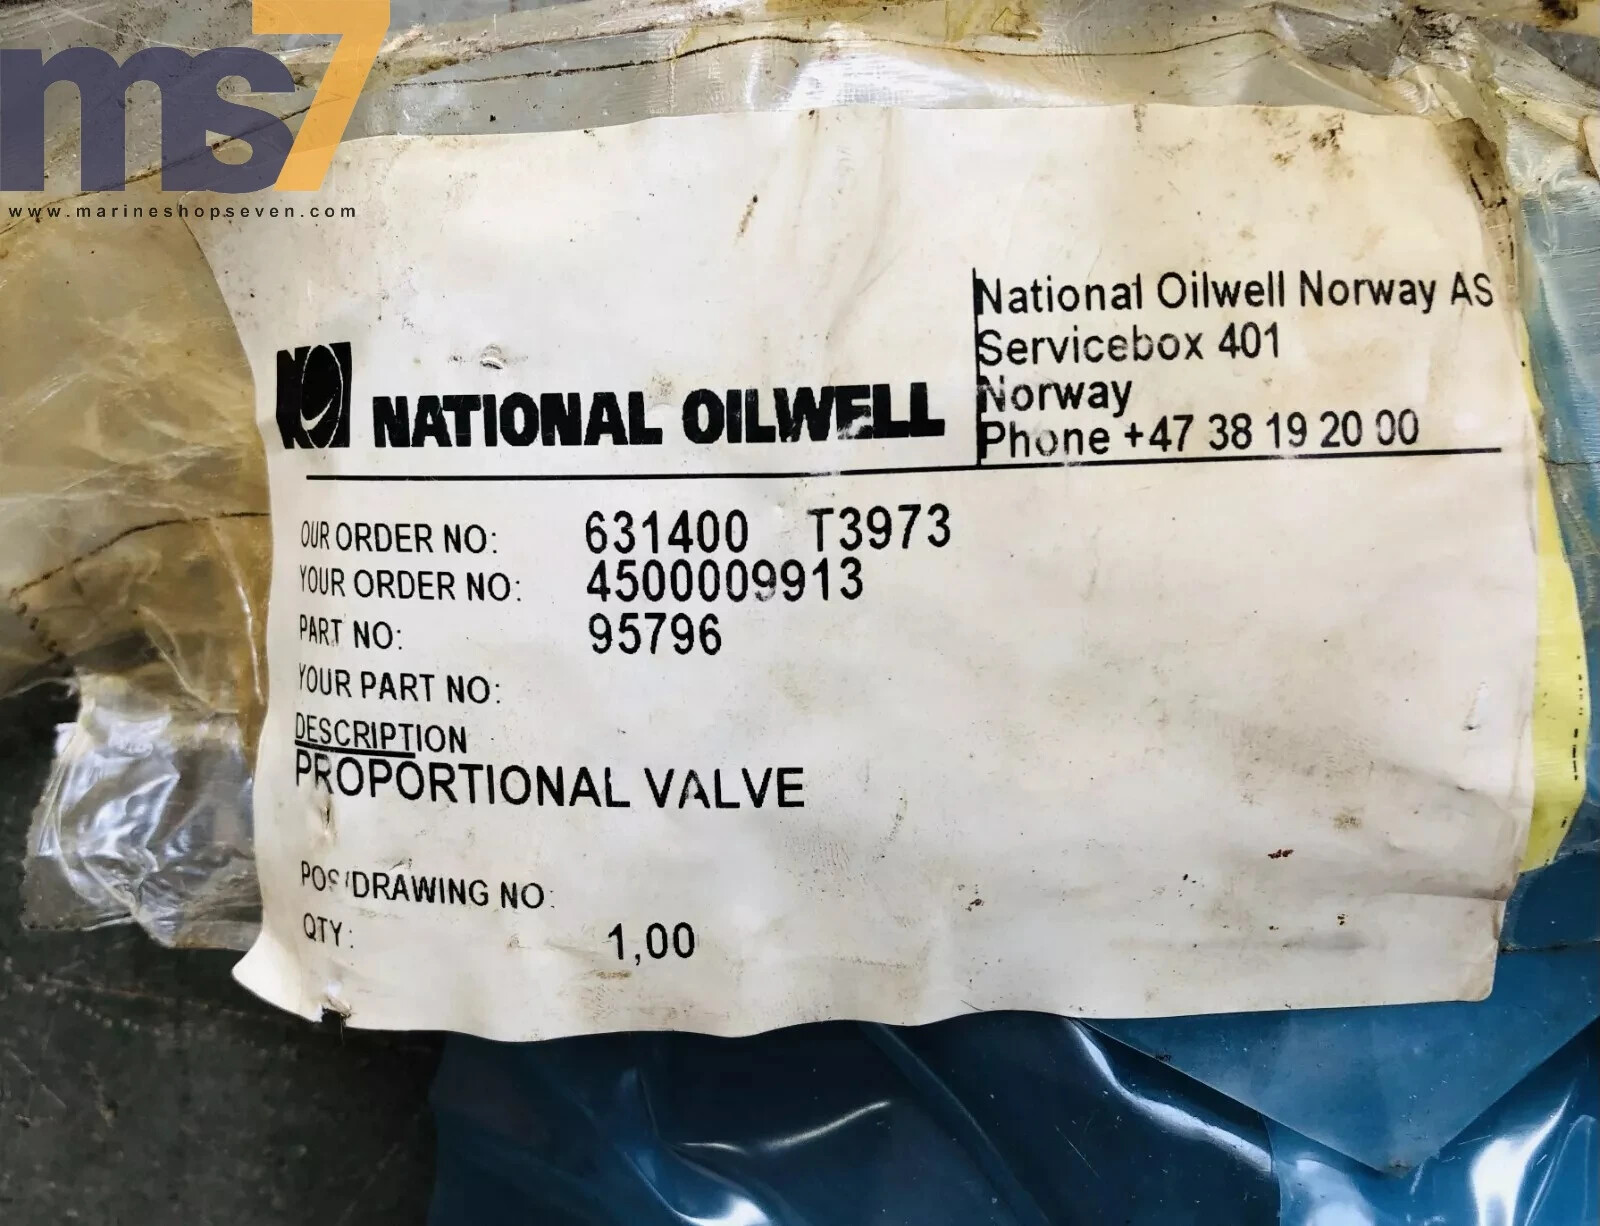 ms7
www.marineshopseven.com
NOI NATIONAL OILWELL
National Oilwell Norway AS
Servicebox 401
Norway
Phone +47 38 19 20 00
OUR ORDER NO: 631400 T3973
YOUR ORDER NO: 4500009913
PART NO: 95796
YOUR PART NO:
DESCRIPTION
PROPORTIONAL VALVE
POS/DRAWING NO:
QTY: 1,00